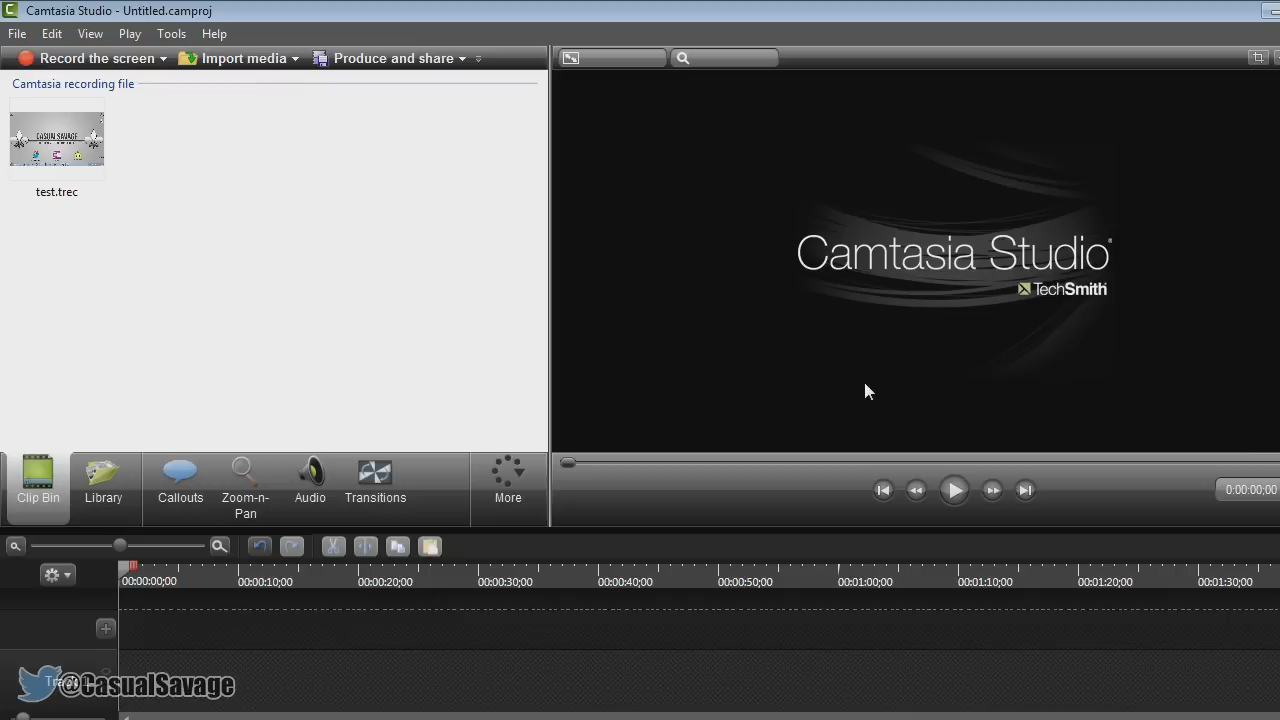 Camtasia Studio - Untitled.camproj
File Edit View Play Tools Help
Record the screen Import media Produce and share
Camtasia recording file
CASUAL SAVAGE
test.trec
Camtasia Studio®
TechSmith
Clip Bin Library Callouts Zoom-n-Pan Audio Transitions More
0:00:00;00
00:00:00;00 00:00:10;00 00:00:20;00 00:00:30;00 00:00:40;00 00:00:50;00 00:01:00;00 00:01:10;00 00:01:20;00 00:01:30;00
@CasualSavage